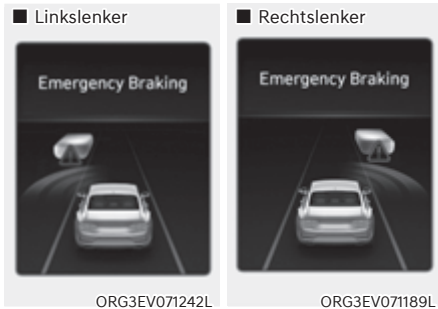 ■ Linkslenker
Emergency Braking
ORG3EV071242L
■ Rechtslenker
Emergency Braking
ORG3EV071189L